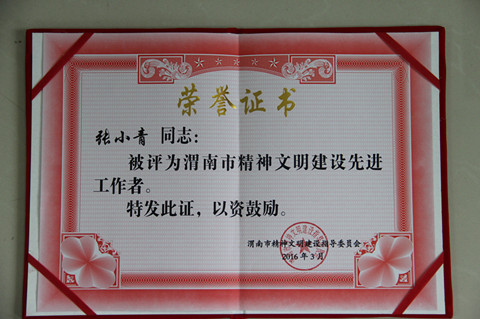 荣誉证书
张小青 同志:
被评为渭南市精神文明建设先进
工作者。
特发此证，以资鼓励。
渭南市精神文明建设指导委员会
2016年3月